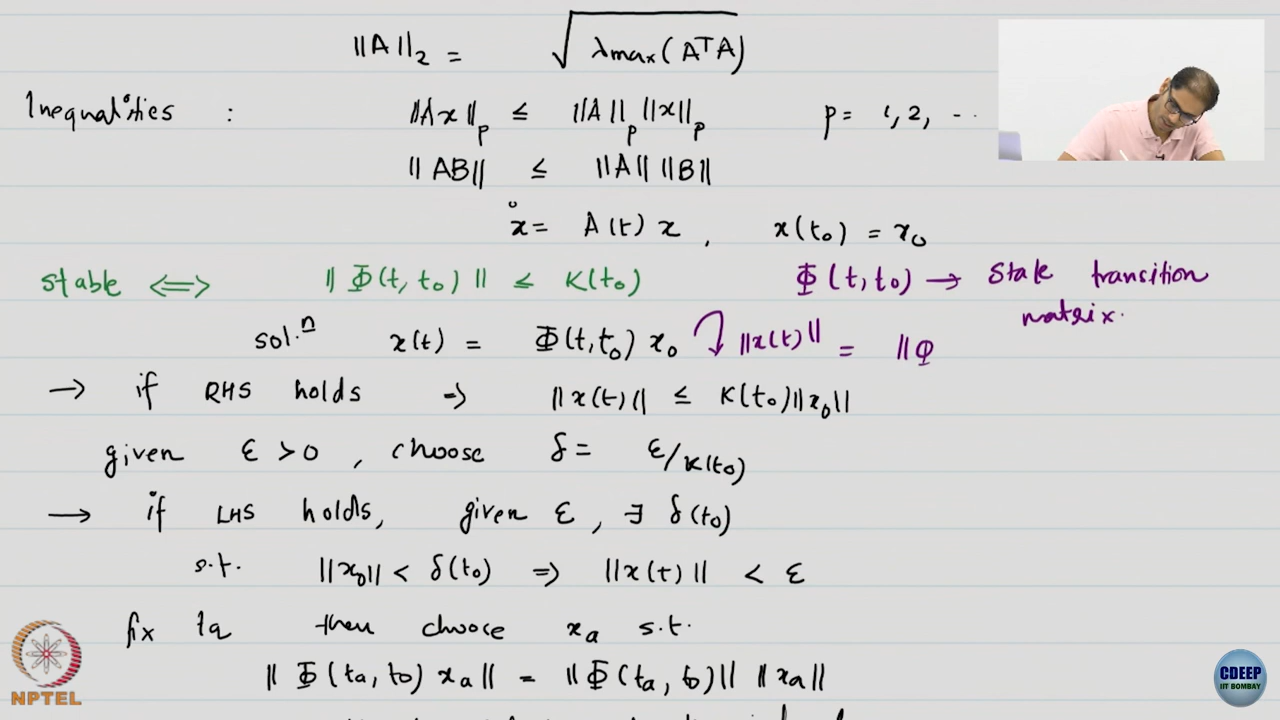 ||A||₂ = √λmax(AᵀA)
Inequalities : ||Ax||ₚ ≤ ||A||ₚ ||x||ₚ p = 1, 2, ...
||AB|| ≤ ||A|| ||B||
ẋ = A(t) x , x(t₀) = x₀
stable <=> || Φ(t, t₀) || ≤ K(t₀) Φ(t, t₀) → State transition
matrix.
sol.ⁿ x(t) = Φ(t, t₀) x₀ ||x(t)|| = ||Φ
→ if RHS holds => ||x(t)|| ≤ K(t₀)||x₀||
given ε > 0 , choose δ = ε/K(t₀)
→ if LHS holds, given ε, ∃ δ(t₀)
s.t. ||x₀|| < δ(t₀) => ||x(t)|| < ε
fix ta then choose xₐ s.t.
|| Φ(ta, t₀) xₐ || = ||Φ(ta, t₀)|| ||xₐ||
NPTEL
CDEEP
IIT BOMBAY